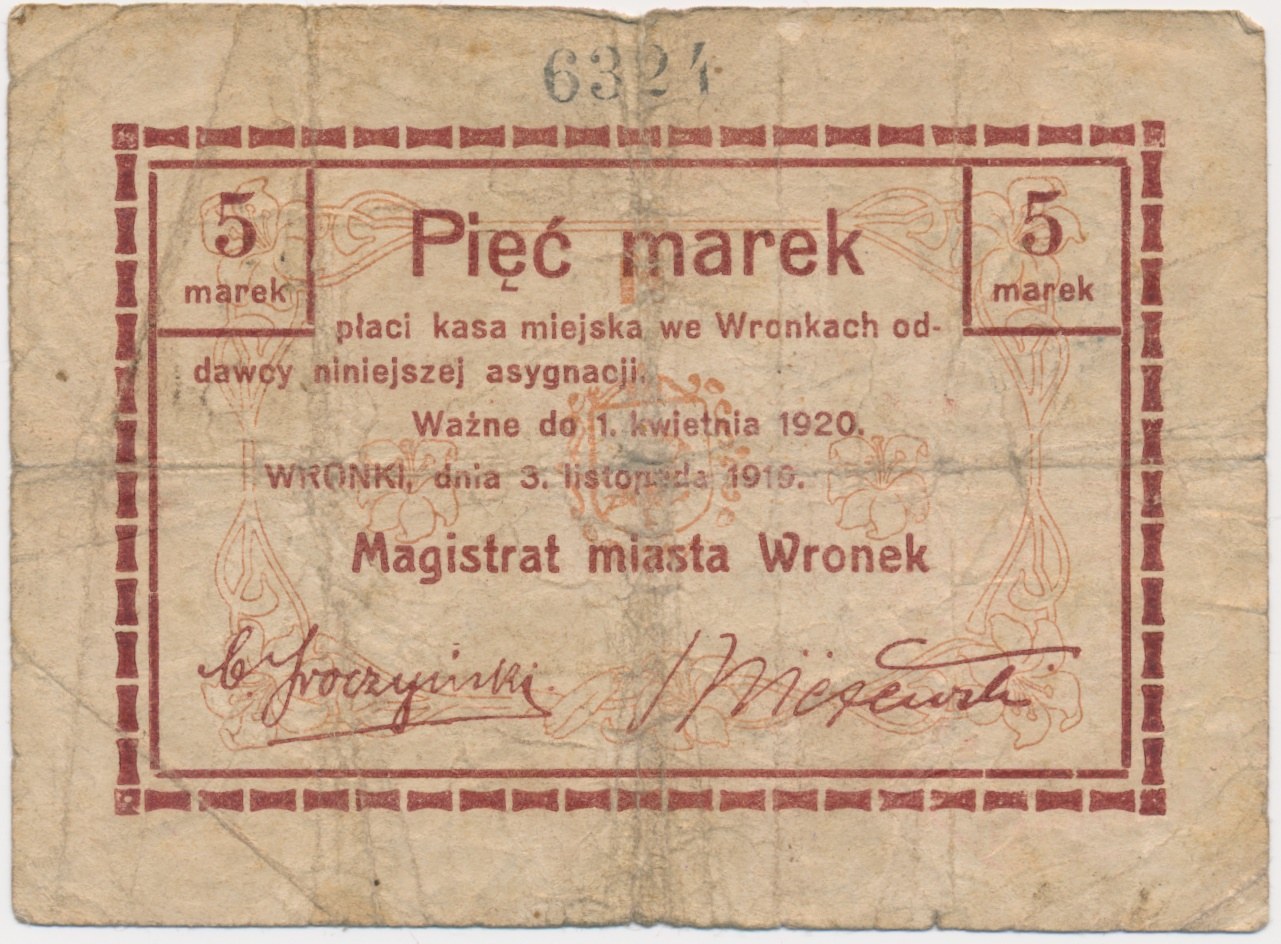 6324
5
marek
5
marek
Pięć marek
płaci kasa miejska we Wronkach od-
dawcy niniejszej asygnacji.
Ważne do 1. kwietnia 1920.
WRONKI, dnia 3. listopada 1919.
Magistrat miasta Wronek